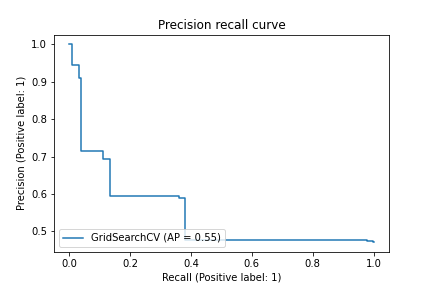 Precision recall curve
1.0
0.9
0.8
0.7
0.6
0.5
Precision (Positive label: 1)
GridSearchCV (AP = 0.55)
0.0 0.2 0.4 0.6 0.8 1.0
Recall (Positive label: 1)